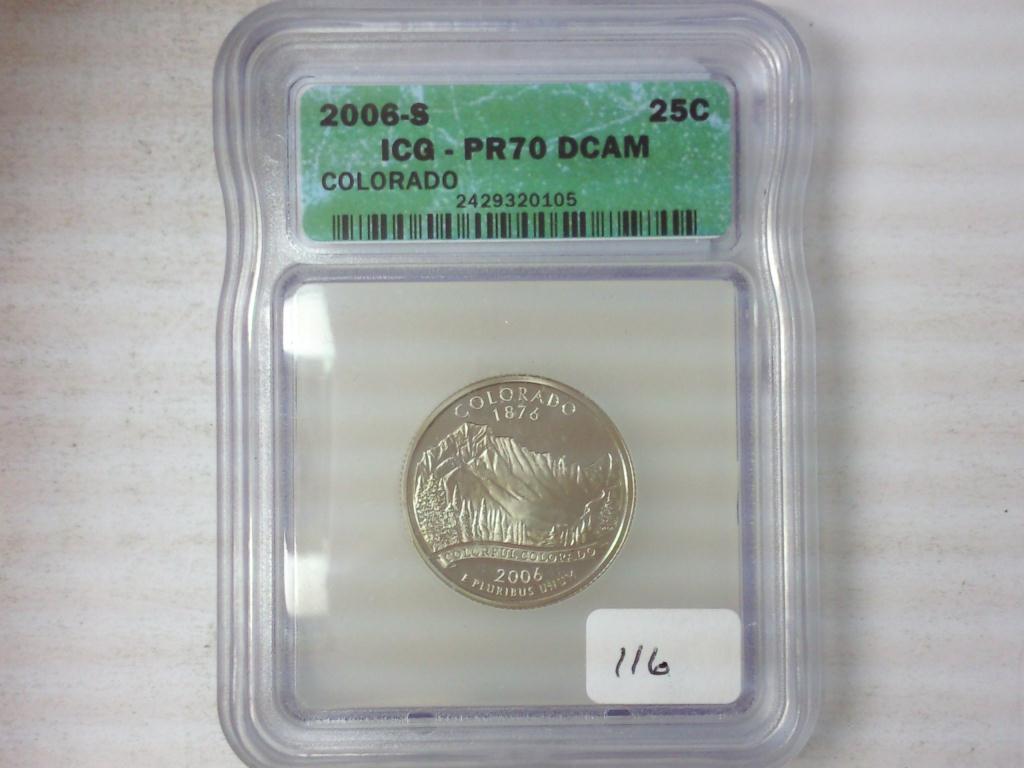 2006-S 25C
ICG - PR70 DCAM
COLORADO
2429320105
COLORADO
1876
COLORFUL COLORADO
2006
E PLURIBUS UNUM
116